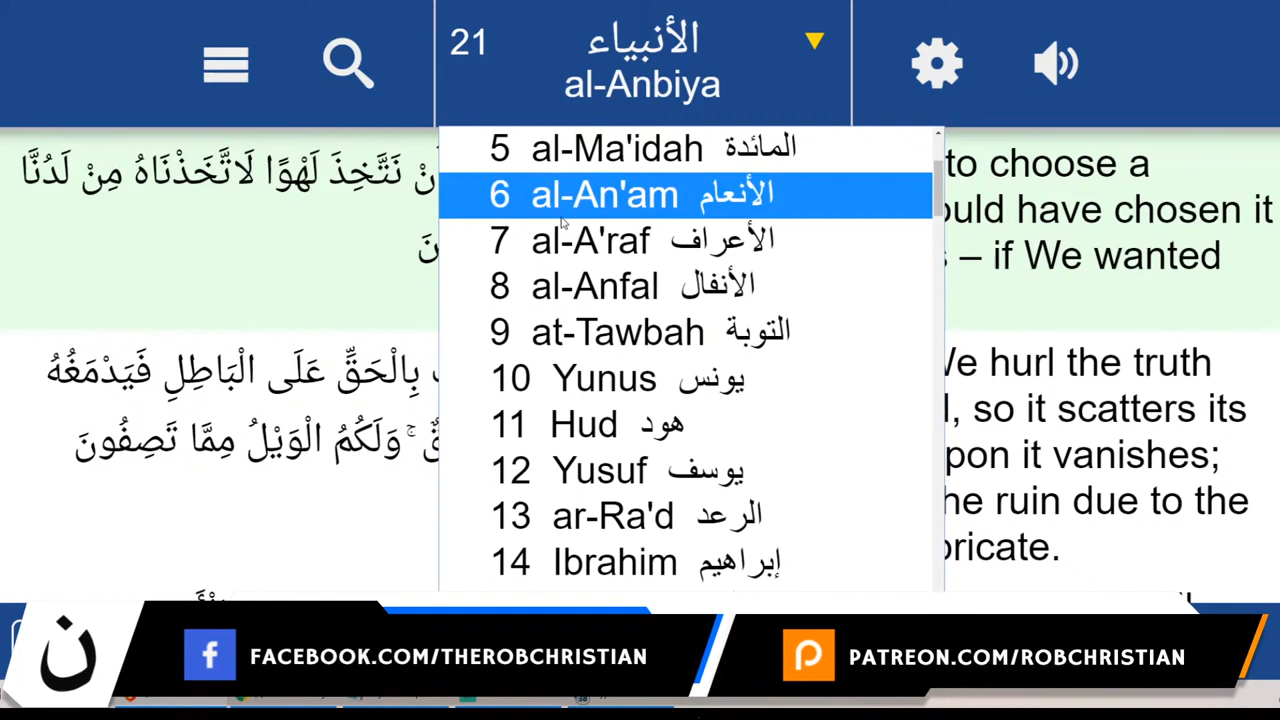 21
الأنبياء
al-Anbiya
5 al-Ma'idah المائدة
6 al-An'am الأنعام
7 al-A'raf الأعراف
8 al-Anfal الأنفال
9 at-Tawbah التوبة
10 Yunus يونس
11 Hud هود
12 Yusuf يوسف
13 ar-Ra'd الرعد
14 Ibrahim إبراهيم
نَتَّخِذَ لَهْوًا لَاتَّخَذْنَاهُ مِنْ لَدُنَّا
بِالْحَقِّ عَلَى الْبَاطِلِ فَيَدْمَغُهُ
وَلَكُمُ الْوَيْلُ مِمَّا تَصِفُونَ
to choose a
ould have chosen it
– if We wanted
We hurl the truth
, so it scatters its
pon it vanishes;
he ruin due to the
bricate.
ن
f FACEBOOK.COM/THEROBCHRISTIAN
P PATREON.COM/ROBCHRISTIAN